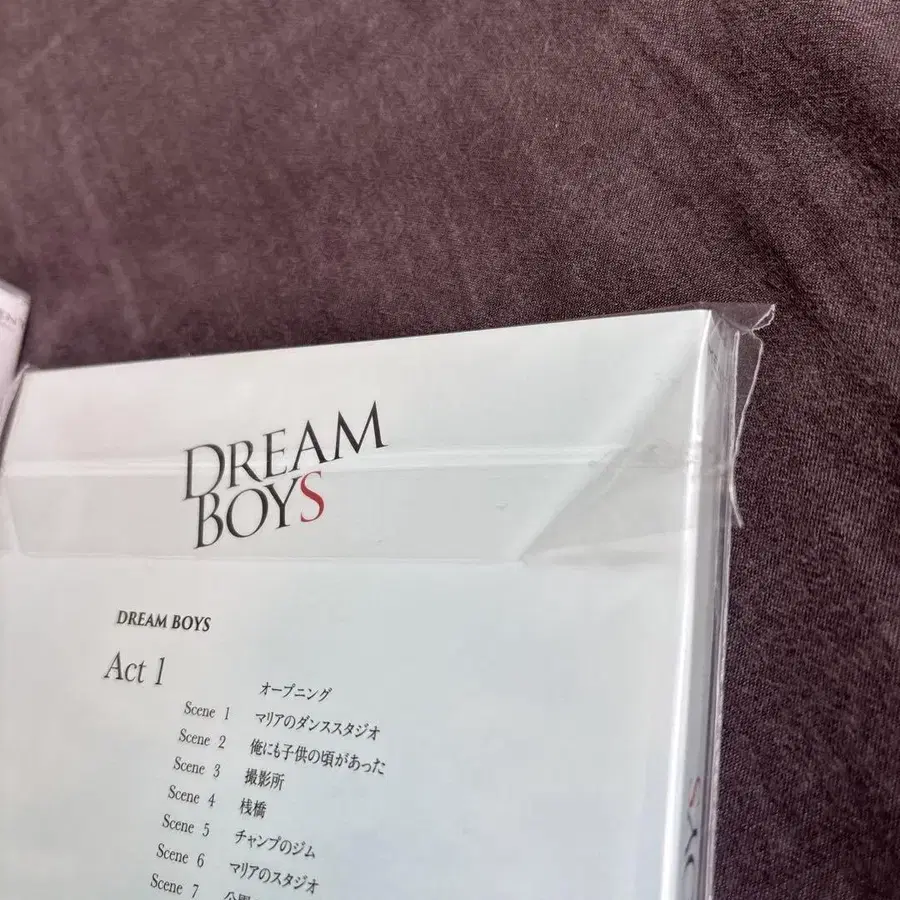 DREAM
BOYS
DREAM BOYS
Act 1
オープニング
Scene 1 マリアのダンススタジオ
Scene 2 俺にも子供の頃があった
Scene 3 撮影所
Scene 4 桟橋
Scene 5 チャンプのジム
Scene 6 マリアのスタジオ
Scene 7 公園